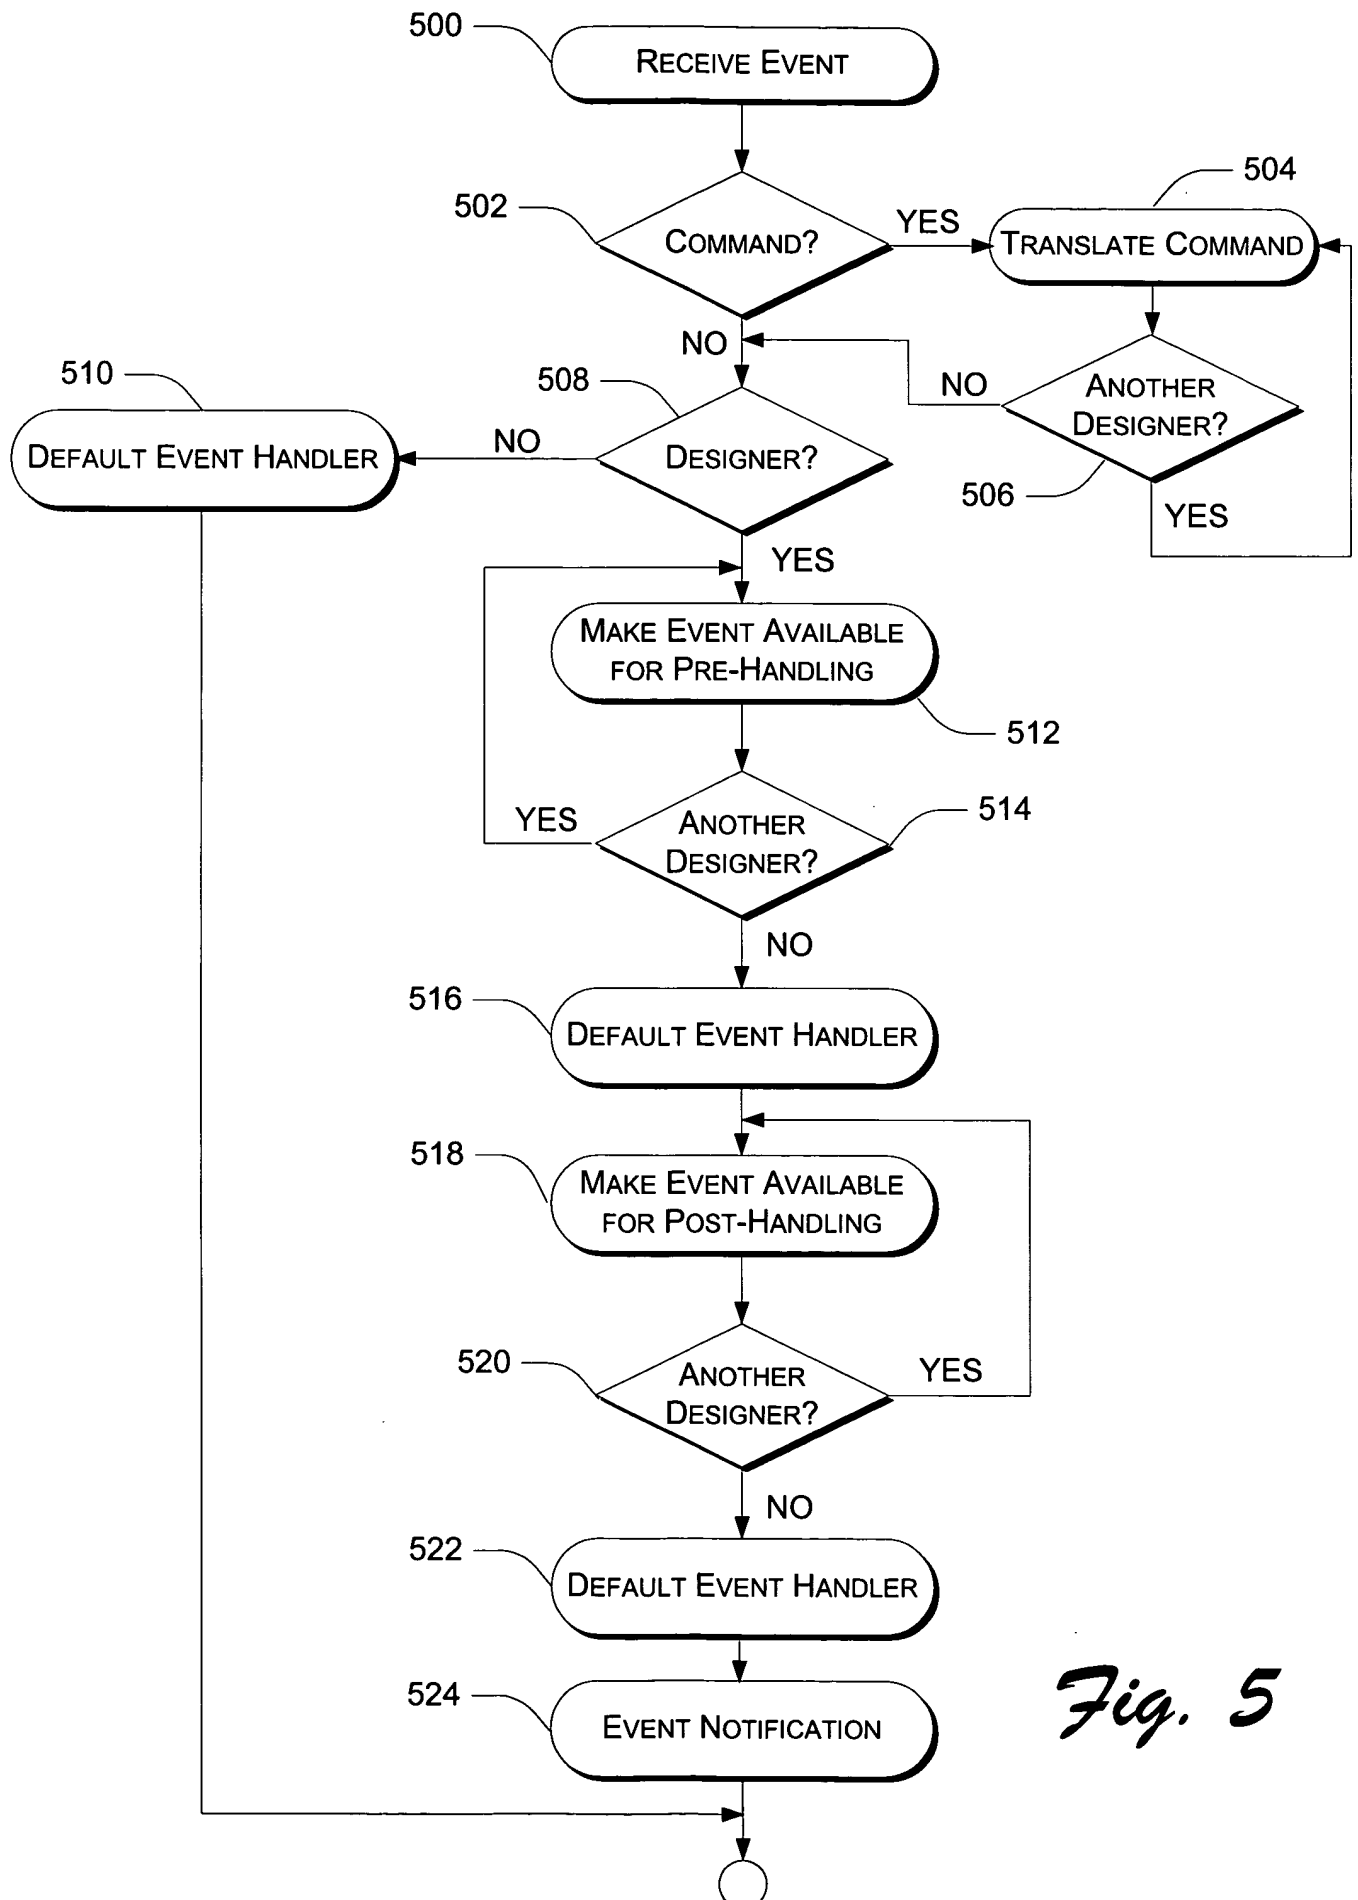 500
RECEIVE EVENT
504
502
COMMAND?
YES
TRANSLATE COMMAND
NO
510
508
NO
ANOTHER
DESIGNER?
DEFAULT EVENT HANDLER
NO
DESIGNER?
506
YES
YES
MAKE EVENT AVAILABLE
FOR PRE-HANDLING
512
YES
ANOTHER
DESIGNER?
514
NO
516
DEFAULT EVENT HANDLER
518
MAKE EVENT AVAILABLE
FOR POST-HANDLING
520
ANOTHER
DESIGNER?
YES
NO
522
DEFAULT EVENT HANDLER
524
EVENT NOTIFICATION
Fig. 5